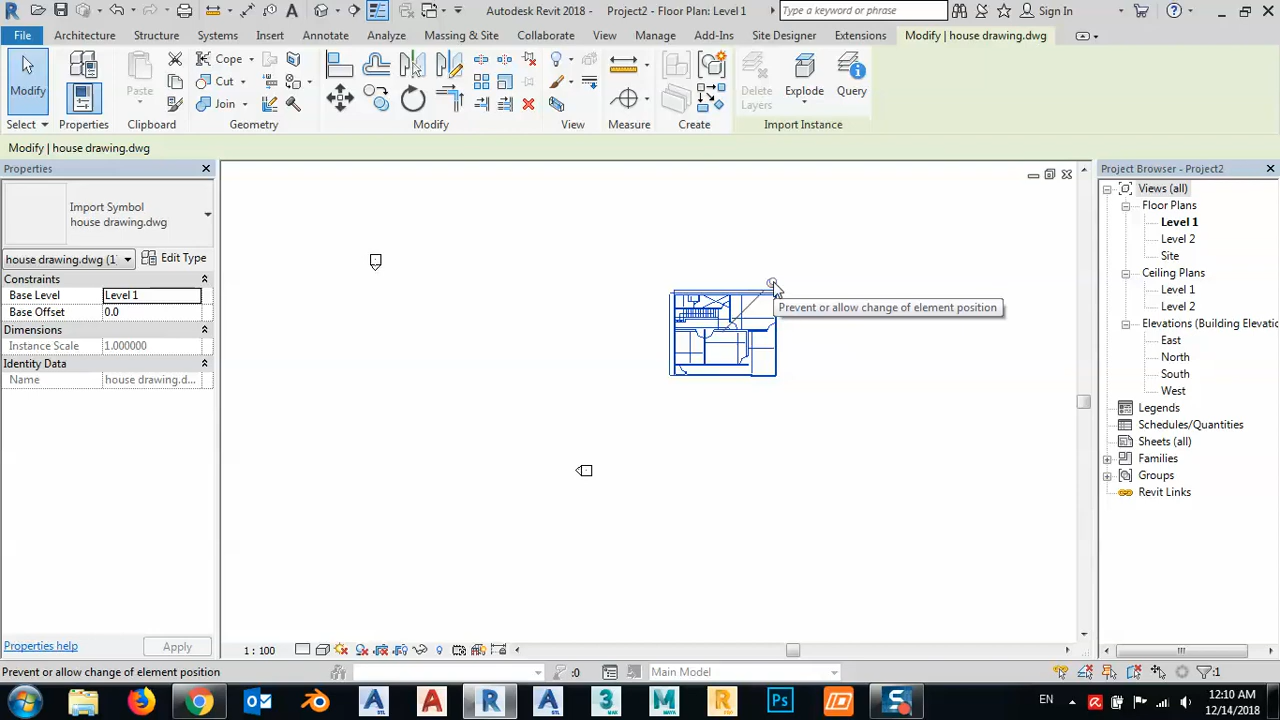 Autodesk Revit 2018 - Project2 - Floor Plan: Level 1
Type a keyword or phrase
Sign In
File Architecture Structure Systems Insert Annotate Analyze Massing & Site Collaborate View Manage Add-Ins Site Designer Extensions Modify | house drawing.dwg
Modify
Select
Properties
Paste
Clipboard
Cope
Cut
Join
Geometry
Modify
View
Measure
Create
Delete Layers
Explode
Query
Import Instance
Modify | house drawing.dwg
Properties
Import Symbol
house drawing.dwg
house drawing.dwg (1)
Edit Type
Constraints
Base Level Level 1
Base Offset 0.0
Dimensions
Instance Scale 1.000000
Identity Data
Name house drawing.d...
Properties help
Apply
Prevent or allow change of element position
1 : 100
Project Browser - Project2
Views (all)
Floor Plans
Level 1
Level 2
Site
Ceiling Plans
Level 1
Level 2
Elevations (Building Elevatio
East
North
South
West
Legends
Schedules/Quantities
Sheets (all)
Families
Groups
Revit Links
Prevent or allow change of element position
:0
Main Model
:1
EN
12:10 AM
12/14/2018